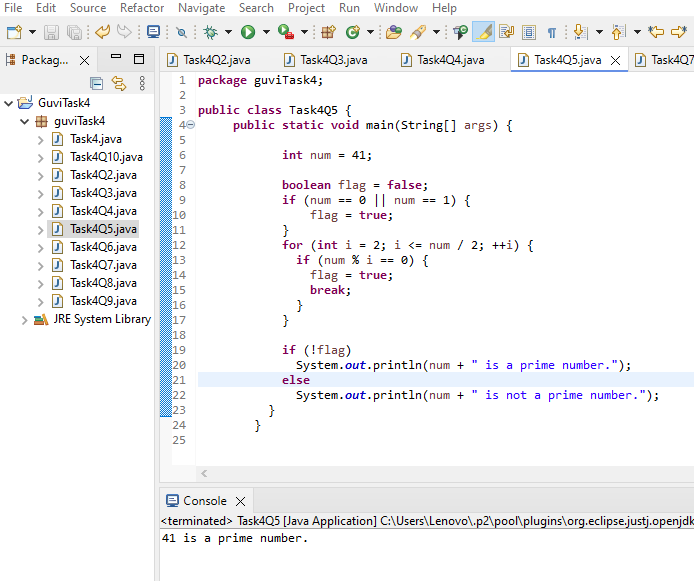 File Edit Source Refactor Navigate Search Project Run Window Help
Packag...
GuviTask4
guviTask4
Task4.java
Task4Q10.java
Task4Q2.java
Task4Q3.java
Task4Q4.java
Task4Q5.java
Task4Q6.java
Task4Q7.java
Task4Q8.java
Task4Q9.java
JRE System Library
Task4Q2.java Task4Q3.java Task4Q4.java Task4Q5.java Task4Q7
1 package guviTask4;
2
3 public class Task4Q5 {
4 public static void main(String[] args) {
5
6 int num = 41;
7
8 boolean flag = false;
9 if (num == 0 || num == 1) {
10 flag = true;
11 }
12 for (int i = 2; i <= num / 2; ++i) {
13 if (num % i == 0) {
14 flag = true;
15 break;
16 }
17 }
18
19 if (!flag)
20 System.out.println(num + " is a prime number.");
21 else
22 System.out.println(num + " is not a prime number.");
23 }
24 }
25
Console
<terminated> Task4Q5 [Java Application] C:\Users\Lenovo\.p2\pool\plugins\org.eclipse.justj.openjdk
41 is a prime number.